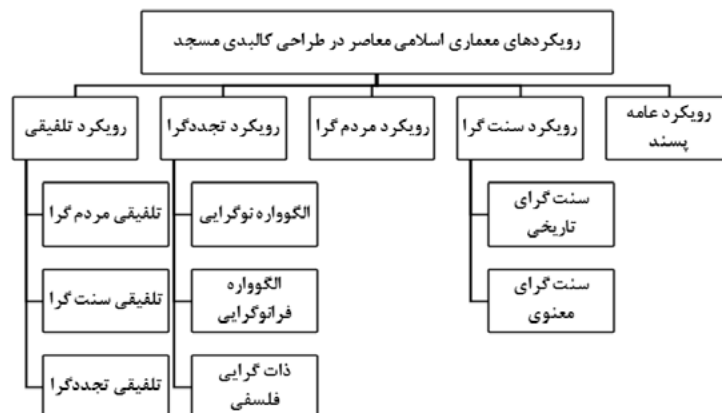 رویکردهای معماری اسلامی معاصر در طراحی کالبدی مسجد
رویکرد عامه
پسند
رویکرد سنت گرا
رویکرد مردم گرا
رویکرد تجددگرا
رویکرد تلفیقی
سنت گرای
تاریخی
سنت گرای
معنوی
الگوواره نوگرایی
الگوواره
فرانوگرایی
ذات گرایی
فلسفی
تلفیقی مردم گرا
تلفیقی سنت گرا
تلفیقی تجددگرا